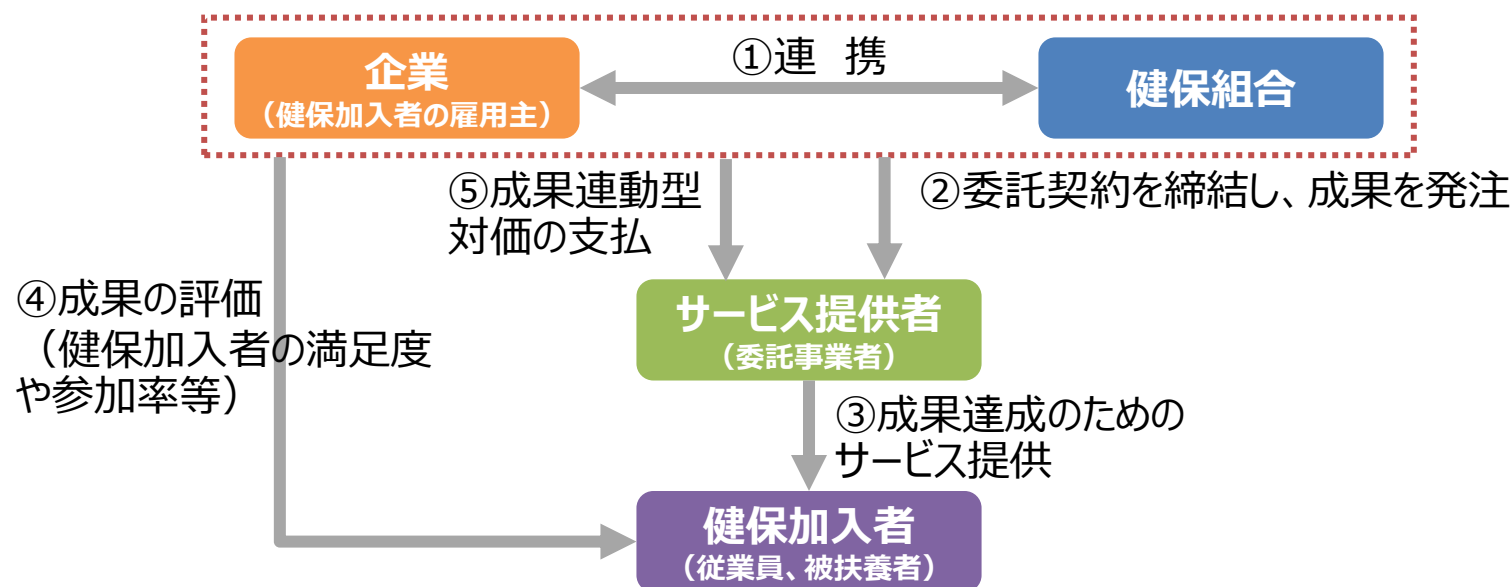 企業
（健保加入者の雇用主）
①連　携
健保組合
⑤成果連動型
対価の支払
②委託契約を締結し、成果を発注
④成果の評価
（健保加入者の満足度
や参加率等）
サービス提供者
（委託事業者）
③成果達成のための
サービス提供
健保加入者
（従業員、被扶養者）